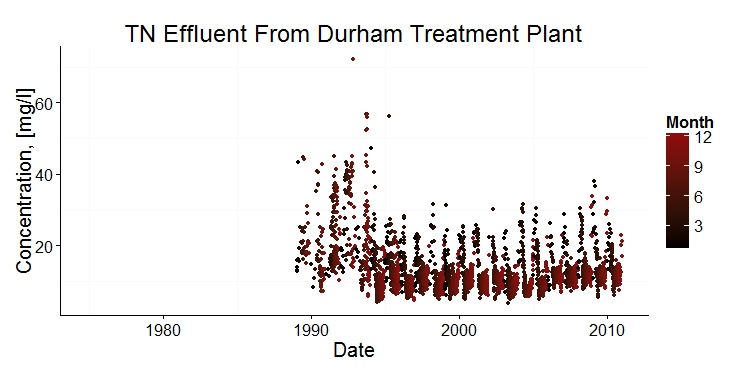 TN Effluent From Durham Treatment Plant
Concentration, [mg/l]
60
40
20
1980
1990
2000
2010
Date
Month
12
9
6
3